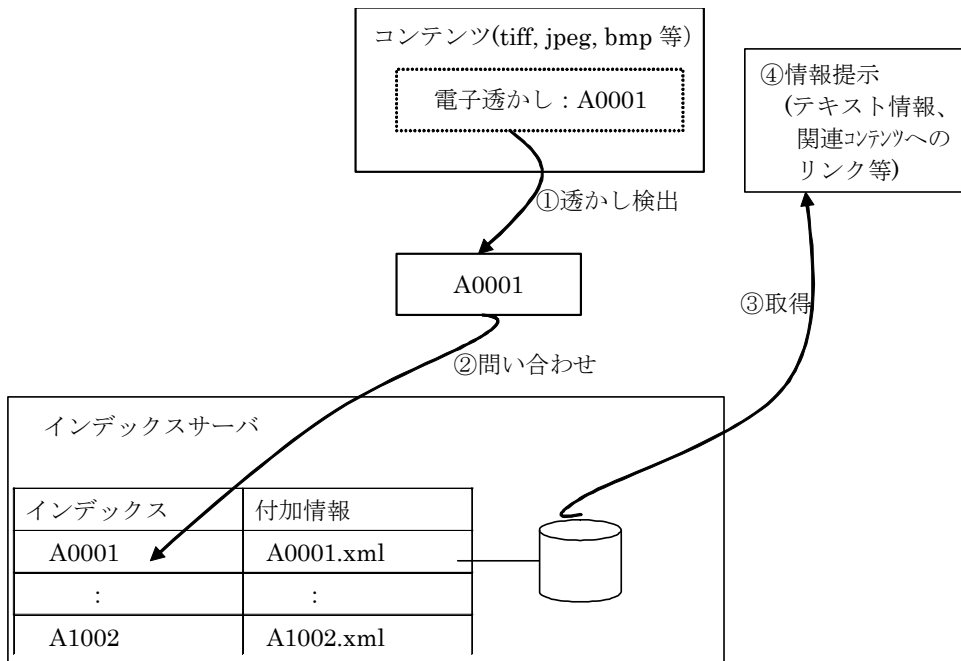 コンテンツ(tiff, jpeg, bmp 等)
電子透かし：A0001
①透かし検出
A0001
②問い合わせ
③取得
④情報提示
(テキスト情報、
関連ｺﾝﾃﾝﾂへの
リンク等)
インデックスサーバ
インデックス 付加情報
A0001 A0001.xml
： ：
A1002 A1002.xml